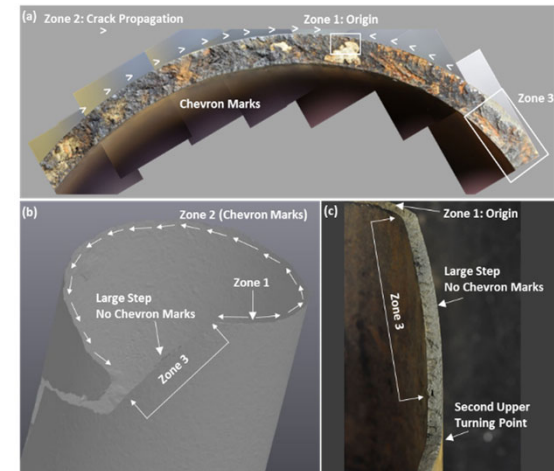 (a)
Zone 2: Crack Propagation
>
Zone 1: Origin
> > > > > > > > > > > <
< < < < < <
Chevron Marks
Zone 3
(b)
Zone 2 (Chevron Marks)
Zone 1
Large Step
No Chevron Marks
Zone 3
(c)
Zone 1: Origin
Large Step
No Chevron Marks
Zone 3
Second Upper
Turning Point